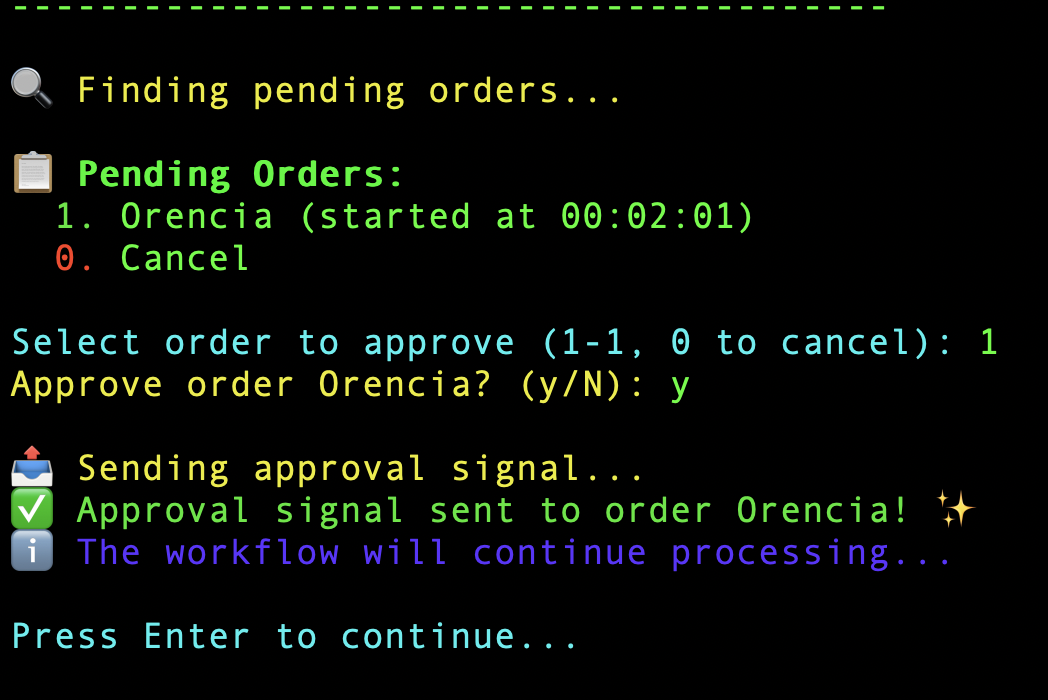 ----------------------------------------
🔍 Finding pending orders...
📋 Pending Orders:
1. Orencia (started at 00:02:01)
0. Cancel
Select order to approve (1-1, 0 to cancel): 1
Approve order Orencia? (y/N): y
📤 Sending approval signal...
✅ Approval signal sent to order Orencia! ✨
ℹ️ The workflow will continue processing...
Press Enter to continue...